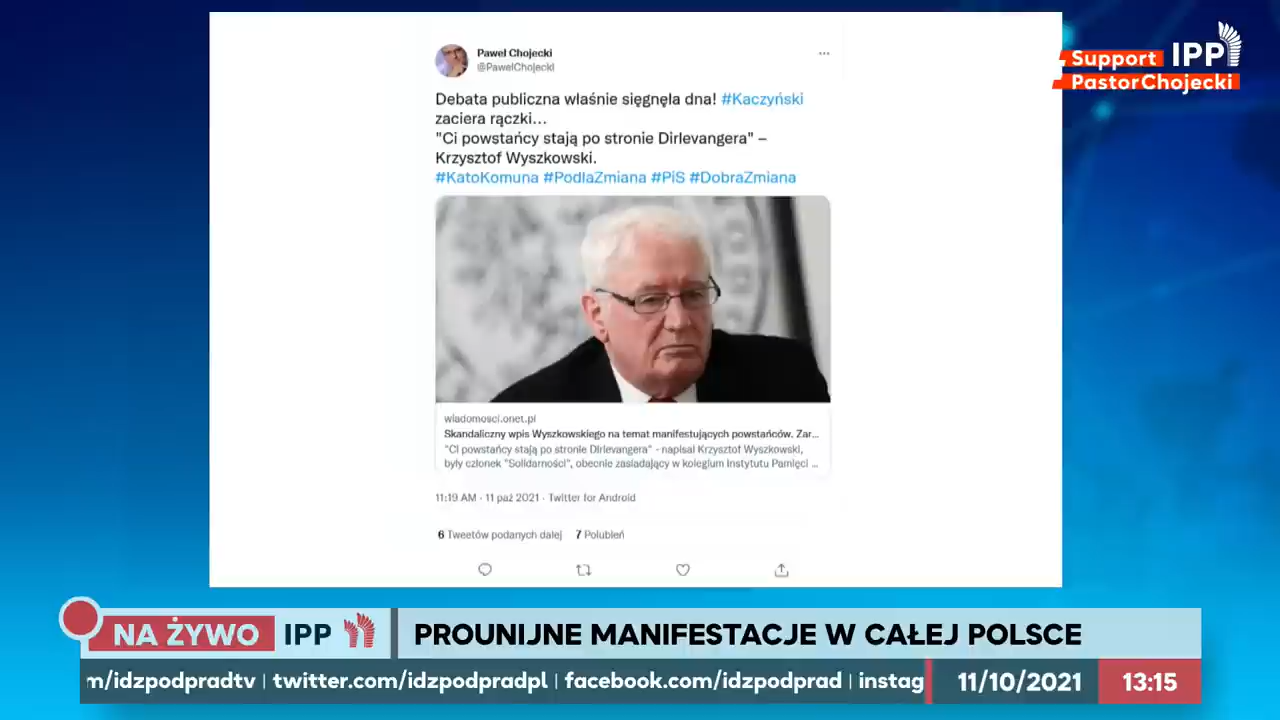 Paweł Chojecki
@PawelChojecki
Debata publiczna właśnie sięgnęła dna! #Kaczyński
zaciera rączki...
"Ci powstańcy stają po stronie Dirlevangera" –
Krzysztof Wyszkowski.
#KatoKomuna #PodłaZmiana #PiS #DobraZmiana
wiadomosci.onet.pl
Skandaliczny wpis Wyszkowskiego na temat manifestujących powstańców. Zar...
"Ci powstańcy stają po stronie Dirlevangera" - napisał Krzysztof Wyszkowski,
były członek "Solidarności", obecnie zasiadający w kolegium Instytutu Pamięci ...
11:19 AM · 11 paź 2021 · Twitter for Android
6 Tweetów podanych dalej 7 Polubień
Support IPP
PastorChojecki
NA ŻYWO IPP PROUNIJNE MANIFESTACJE W CAŁEJ POLSCE
m/idzpodpradtv | twitter.com/idzpodpradpl | facebook.com/idzpodprad | instag 11/10/2021 13:15